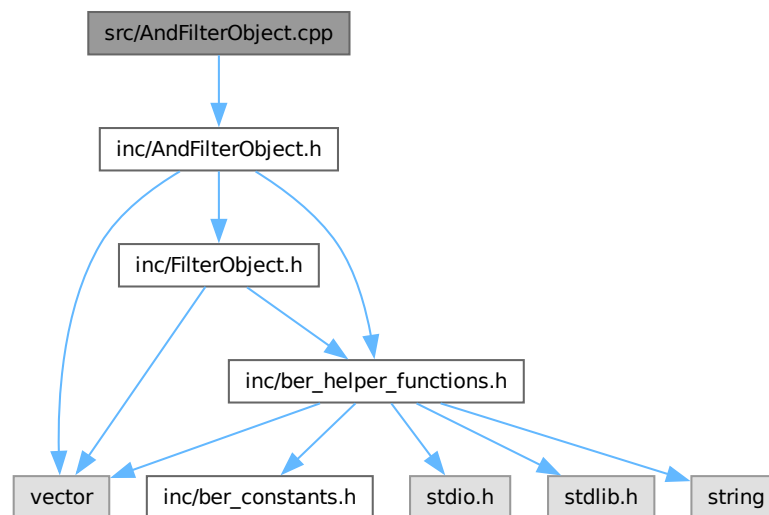 src/AndFilterObject.cpp
inc/AndFilterObject.h
inc/FilterObject.h
inc/ber_helper_functions.h
vector
inc/ber_constants.h
stdio.h
stdlib.h
string